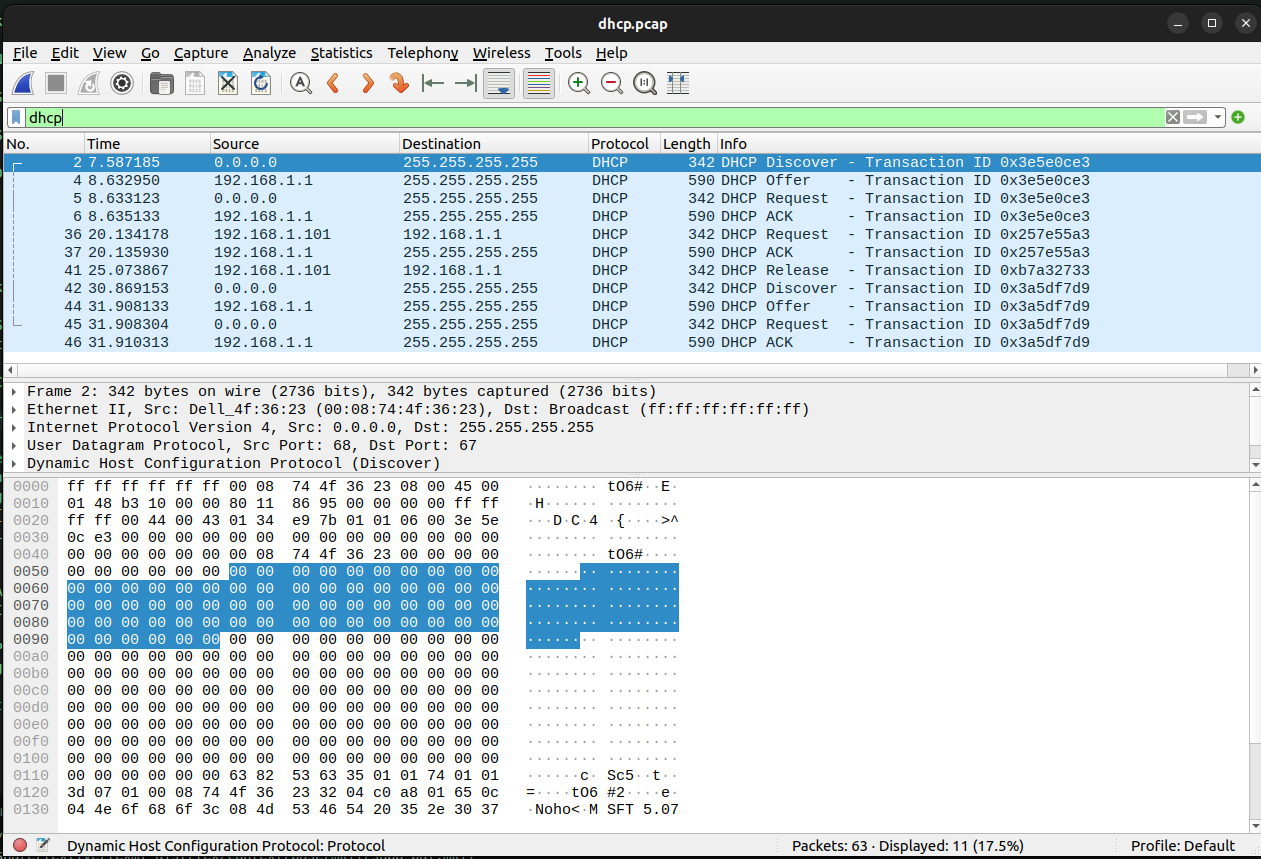 dhcp.pcap
File Edit View Go Capture Analyze Statistics Telephony Wireless Tools Help
dhcp
No. Time Source Destination Protocol Length Info
2 7.587185 0.0.0.0 255.255.255.255 DHCP 342 DHCP Discover - Transaction ID 0x3e5e0ce3
4 8.632950 192.168.1.1 255.255.255.255 DHCP 590 DHCP Offer - Transaction ID 0x3e5e0ce3
5 8.633123 0.0.0.0 255.255.255.255 DHCP 342 DHCP Request - Transaction ID 0x3e5e0ce3
6 8.635133 192.168.1.1 255.255.255.255 DHCP 590 DHCP ACK - Transaction ID 0x3e5e0ce3
36 20.134178 192.168.1.101 192.168.1.1 DHCP 342 DHCP Request - Transaction ID 0x257e55a3
37 20.135930 192.168.1.1 255.255.255.255 DHCP 590 DHCP ACK - Transaction ID 0x257e55a3
41 25.073867 192.168.1.101 192.168.1.1 DHCP 342 DHCP Release - Transaction ID 0xb7a32733
42 30.869153 0.0.0.0 255.255.255.255 DHCP 342 DHCP Discover - Transaction ID 0x3a5df7d9
44 31.908133 192.168.1.1 255.255.255.255 DHCP 590 DHCP Offer - Transaction ID 0x3a5df7d9
45 31.908304 0.0.0.0 255.255.255.255 DHCP 342 DHCP Request - Transaction ID 0x3a5df7d9
46 31.910313 192.168.1.1 255.255.255.255 DHCP 590 DHCP ACK - Transaction ID 0x3a5df7d9
Frame 2: 342 bytes on wire (2736 bits), 342 bytes captured (2736 bits)
Ethernet II, Src: Dell_4f:36:23 (00:08:74:4f:36:23), Dst: Broadcast (ff:ff:ff:ff:ff:ff)
Internet Protocol Version 4, Src: 0.0.0.0, Dst: 255.255.255.255
User Datagram Protocol, Src Port: 68, Dst Port: 67
Dynamic Host Configuration Protocol (Discover)
0000 ff ff ff ff ff ff 00 08 74 4f 36 23 08 00 45 00 ········ tO6#··E·
0010 01 48 b3 10 00 00 80 11 86 95 00 00 00 00 ff ff ·H······ ········
0020 ff ff 00 44 00 43 01 34 e9 7b 01 01 06 00 3e 5e ···D·C·4 ·{····>^
0030 0c e3 00 00 00 00 00 00 00 00 00 00 00 00 00 00 ········ ········
0040 00 00 00 00 00 00 00 08 74 4f 36 23 00 00 00 00 ········ tO6#····
0050 00 00 00 00 00 00 00 00 00 00 00 00 00 00 00 00 ········ ········
0060 00 00 00 00 00 00 00 00 00 00 00 00 00 00 00 00 ········ ········
0070 00 00 00 00 00 00 00 00 00 00 00 00 00 00 00 00 ········ ········
0080 00 00 00 00 00 00 00 00 00 00 00 00 00 00 00 00 ········ ········
0090 00 00 00 00 00 00 00 00 00 00 00 00 00 00 00 00 ········ ········
00a0 00 00 00 00 00 00 00 00 00 00 00 00 00 00 00 00 ········ ········
00b0 00 00 00 00 00 00 00 00 00 00 00 00 00 00 00 00 ········ ········
00c0 00 00 00 00 00 00 00 00 00 00 00 00 00 00 00 00 ········ ········
00d0 00 00 00 00 00 00 00 00 00 00 00 00 00 00 00 00 ········ ········
00e0 00 00 00 00 00 00 00 00 00 00 00 00 00 00 00 00 ········ ········
00f0 00 00 00 00 00 00 00 00 00 00 00 00 00 00 00 00 ········ ········
0100 00 00 00 00 00 00 00 00 00 00 00 00 00 00 00 00 ········ ········
0110 00 00 00 00 00 00 63 82 53 63 35 01 01 74 01 01 ······c· Sc5··t··
0120 3d 07 01 00 08 74 4f 36 23 32 04 c0 a8 01 65 0c =····tO6 #2····e·
0130 04 4e 6f 68 6f 3c 08 4d 53 46 54 20 35 2e 30 37 ·Noho<·M SFT 5.07
Dynamic Host Configuration Protocol: Protocol
Packets: 63 · Displayed: 11 (17.5%)
Profile: Default